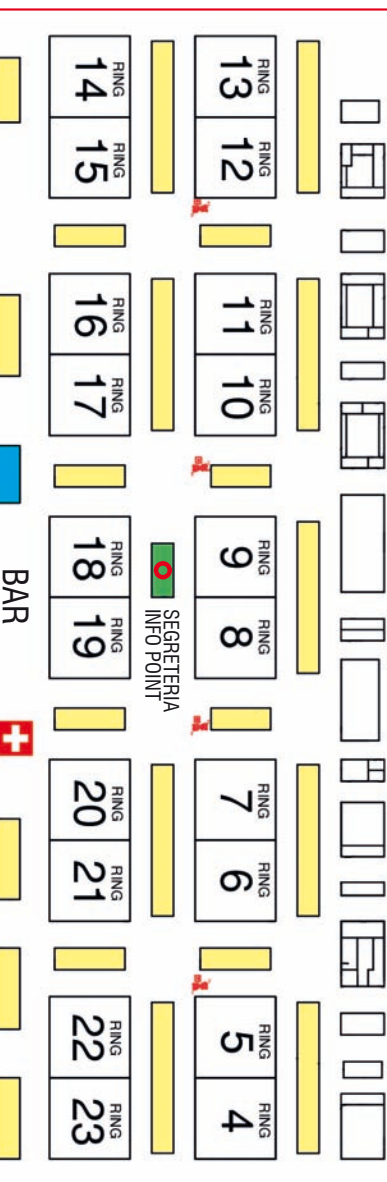 RING
14
RING
15
RING
16
RING
17
RING
18
RING
19
RING
20
RING
21
RING
22
RING
23
RING
13
RING
12
RING
11
RING
10
RING
9
RING
8
RING
7
RING
6
RING
5
RING
4
SEGRETERIA
INFO POINT
BAR